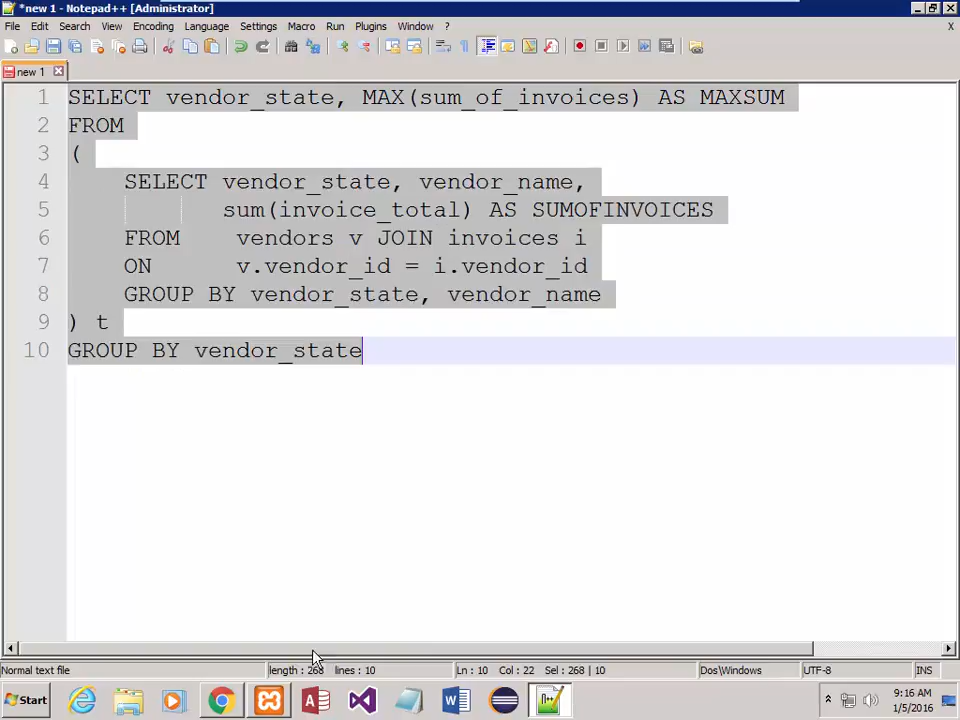 *new 1 - Notepad++ [Administrator]
File Edit Search View Encoding Language Settings Macro Run Plugins Window ? X
new 1
1 SELECT vendor_state, MAX(sum_of_invoices) AS MAXSUM
2 FROM
3 (
4 SELECT vendor_state, vendor_name,
5 sum(invoice_total) AS SUMOFINVOICES
6 FROM vendors v JOIN invoices i
7 ON v.vendor_id = i.vendor_id
8 GROUP BY vendor_state, vendor_name
9 ) t
10 GROUP BY vendor_state
Normal text file length : 268 lines : 10 Ln : 10 Col : 22 Sel : 268 | 10 Dos\Windows UTF-8 INS
Start 9:16 AM
1/5/2016